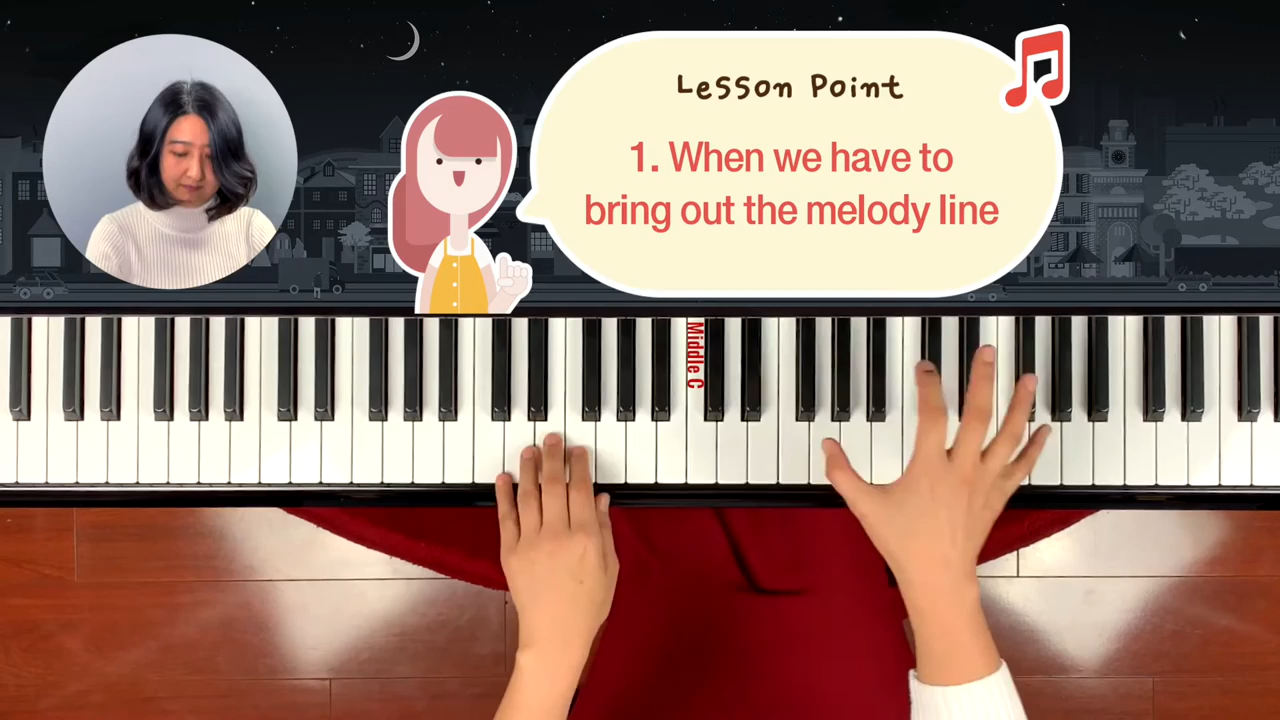 Lesson Point
1. When we have to
bring out the melody line
Middle C